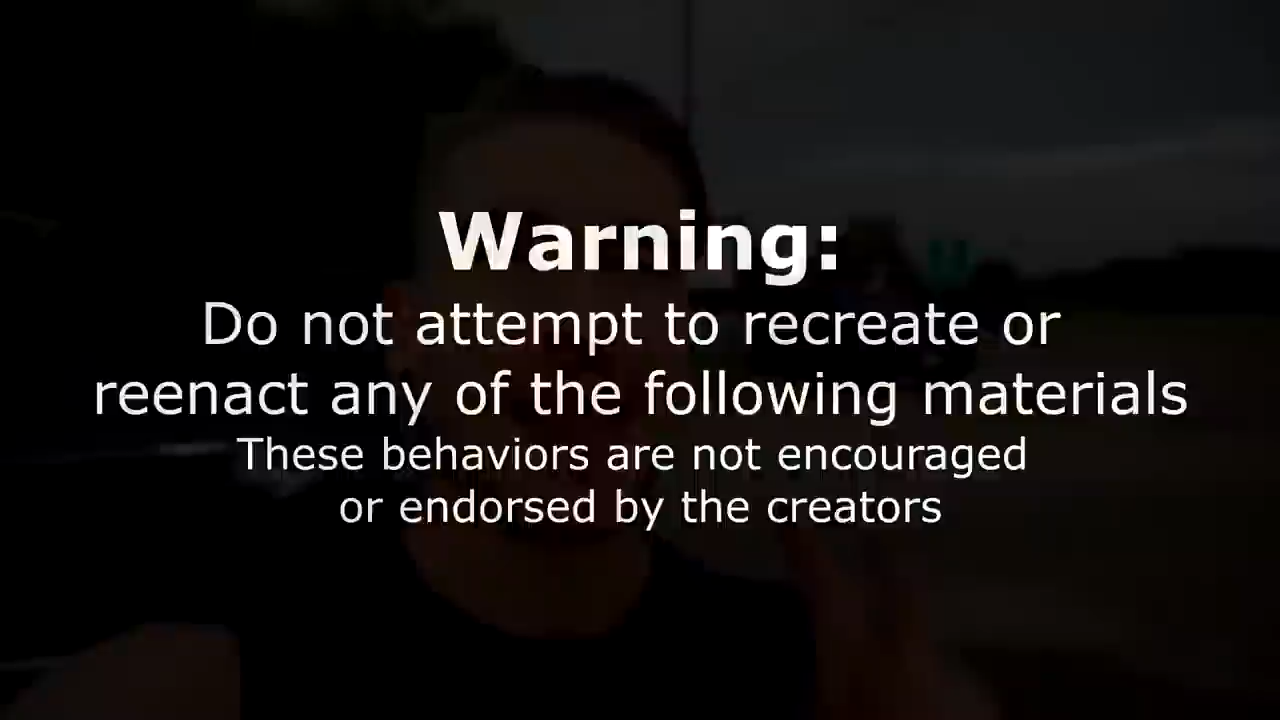 Warning:
Do not attempt to recreate or
reenact any of the following materials
These behaviors are not encouraged
or endorsed by the creators